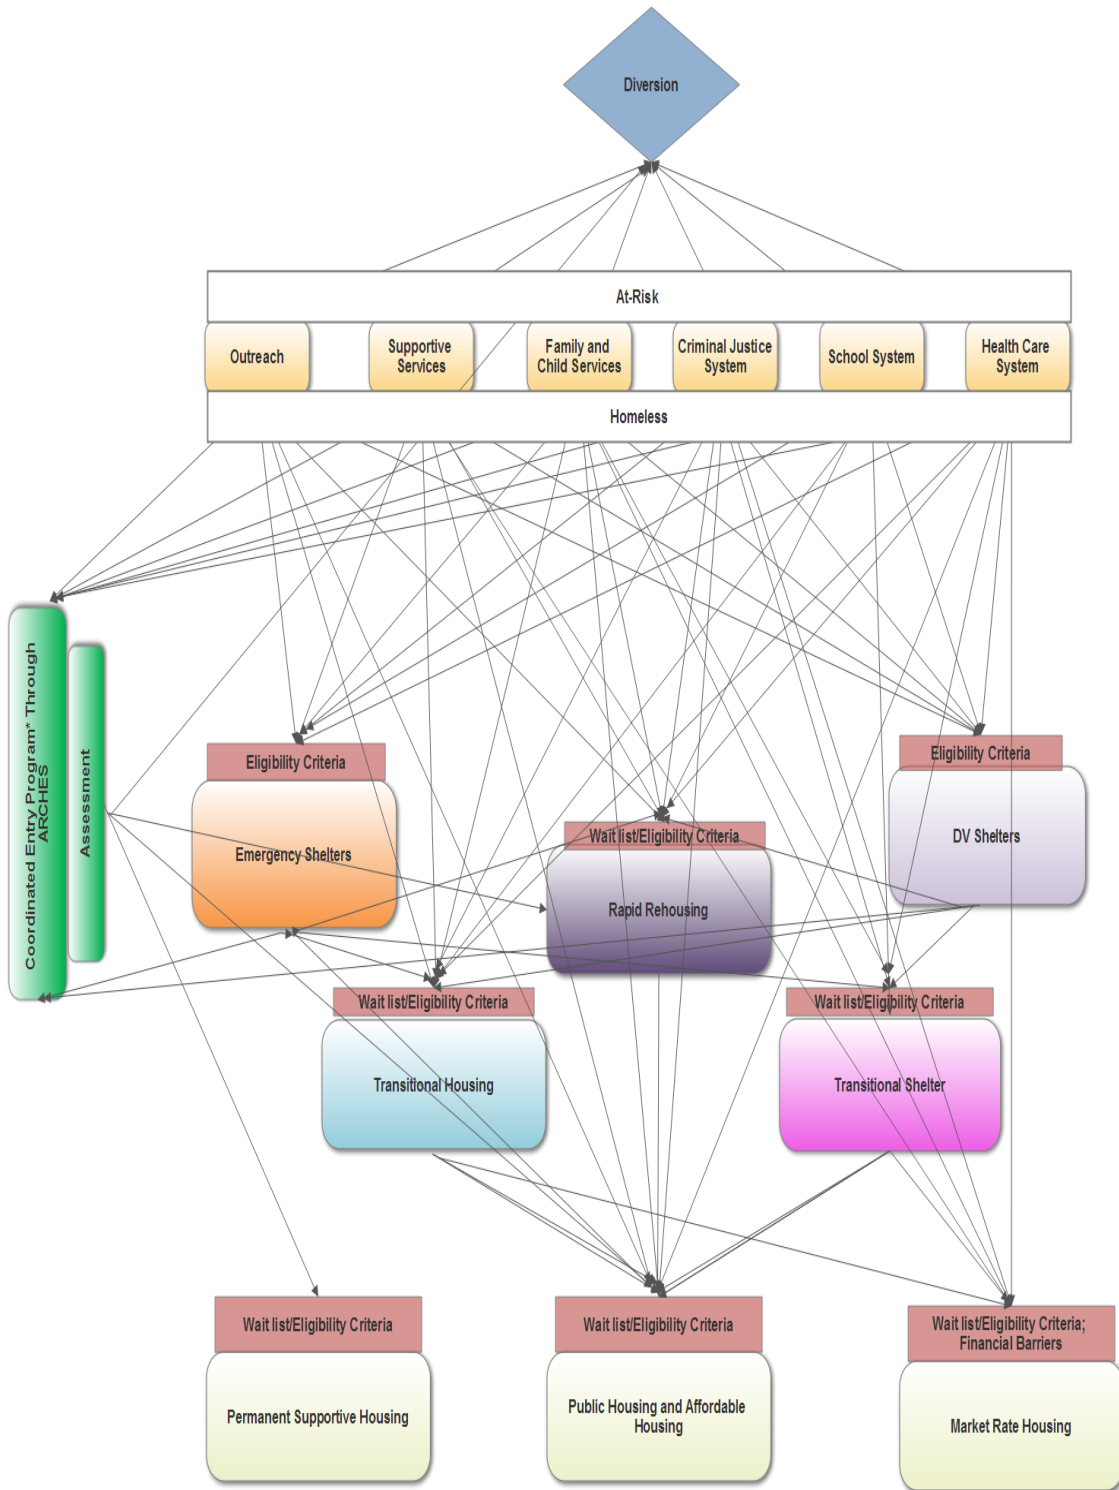 Diversion
At-Risk
Outreach
Supportive
Services
Family and
Child Services
Criminal Justice
System
School System
Health Care
System
Homeless
Coordinated Entry Program* Through
ARCHES
Assessment
Eligibility Criteria
Emergency Shelters
Wait list/Eligibility Criteria
Rapid Rehousing
Eligibility Criteria
DV Shelters
Wait list/Eligibility Criteria
Transitional Housing
Wait list/Eligibility Criteria
Transitional Shelter
Wait list/Eligibility Criteria
Permanent Supportive Housing
Wait list/Eligibility Criteria
Public Housing and Affordable
Housing
Wait list/Eligibility Criteria;
Financial Barriers
Market Rate Housing